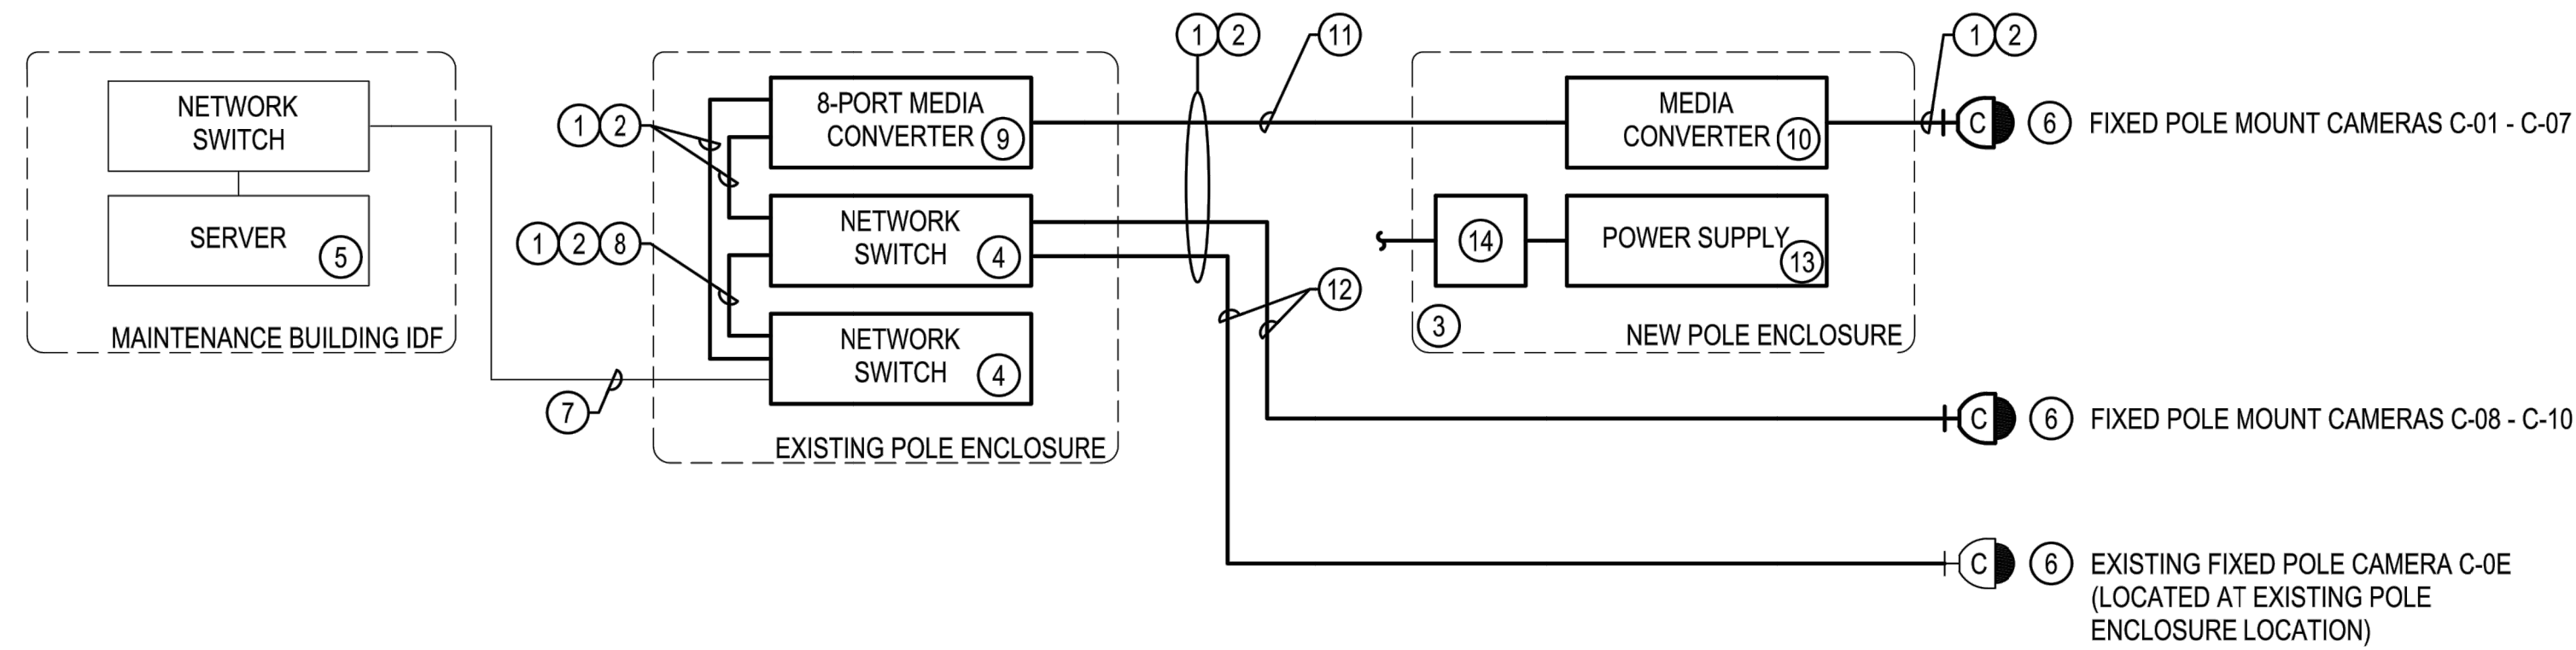 1 2
11
1 2
NETWORK
SWITCH
SERVER
5
MAINTENANCE BUILDING IDF
1 2
1 2 8
7
8-PORT MEDIA
CONVERTER 9
NETWORK
SWITCH 4
NETWORK
SWITCH 4
EXISTING POLE ENCLOSURE
12
MEDIA
CONVERTER 10
14
POWER SUPPLY
13
3
NEW POLE ENCLOSURE
C 6 FIXED POLE MOUNT CAMERAS C-01 - C-07
C 6 FIXED POLE MOUNT CAMERAS C-08 - C-10
C 6 EXISTING FIXED POLE CAMERA C-0E
(LOCATED AT EXISTING POLE
ENCLOSURE LOCATION)